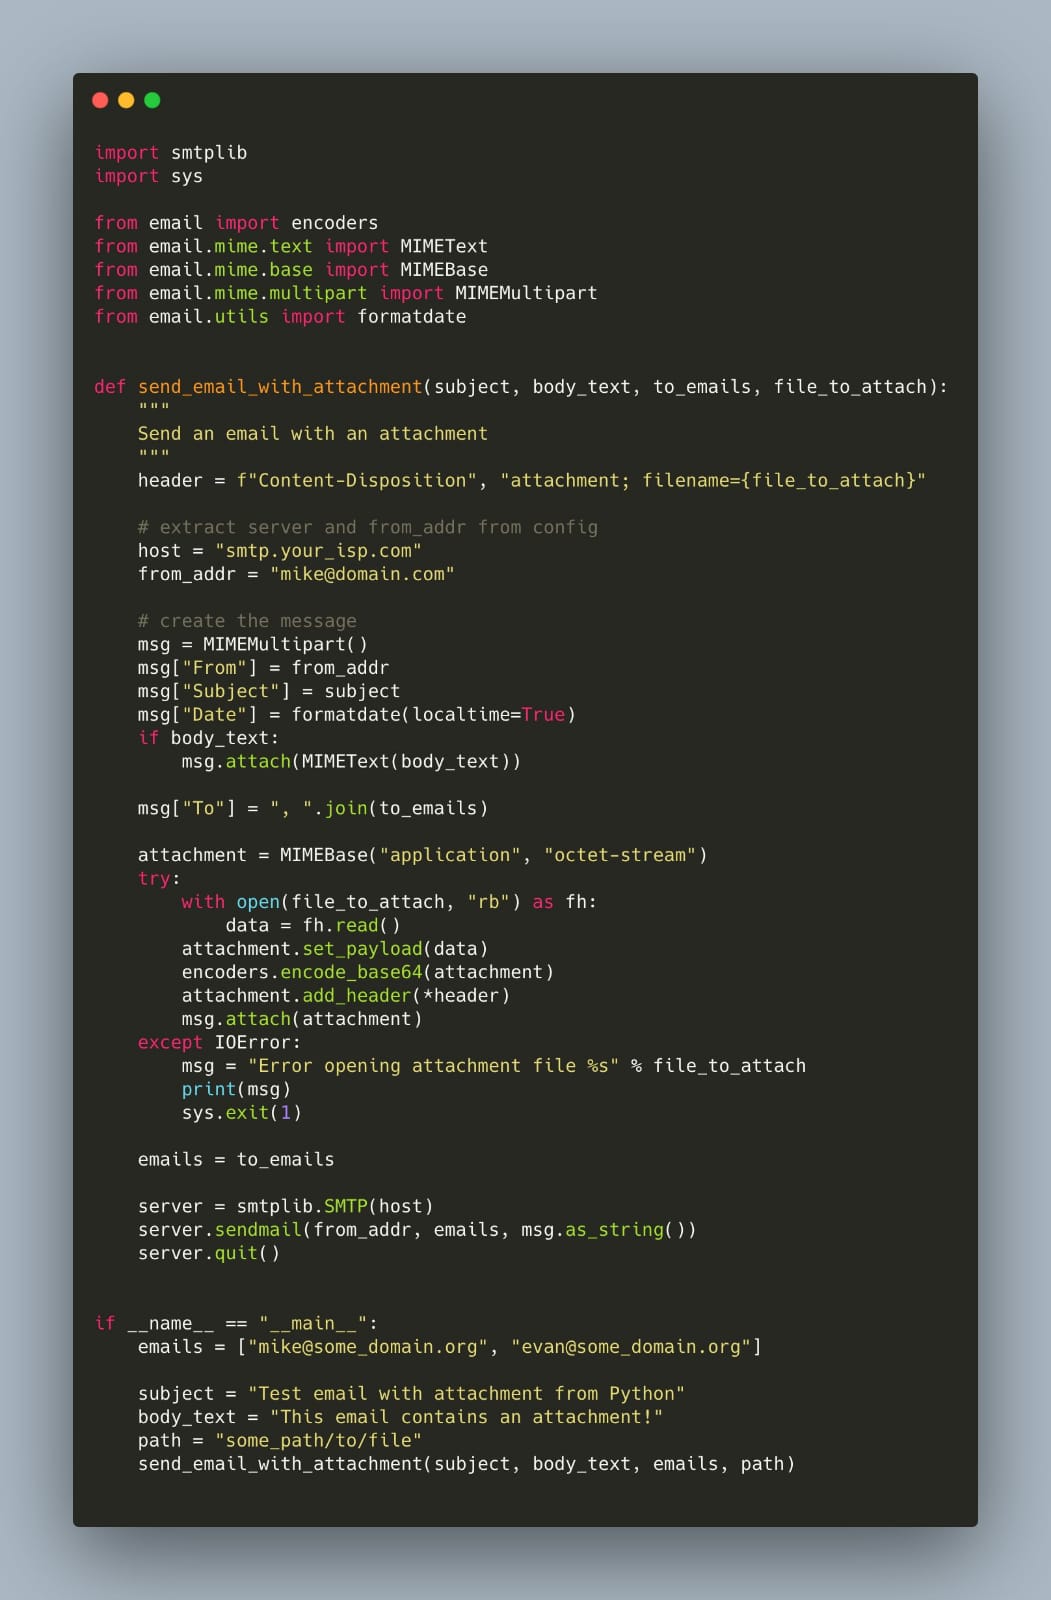 import smtplib
import sys

from email import encoders
from email.mime.text import MIMEText
from email.mime.base import MIMEBase
from email.mime.multipart import MIMEMultipart
from email.utils import formatdate


def send_email_with_attachment(subject, body_text, to_emails, file_to_attach):
    """
    Send an email with an attachment
    """
    header = f"Content-Disposition", "attachment; filename={file_to_attach}"

    # extract server and from_addr from config
    host = "smtp.your_isp.com"
    from_addr = "mike@domain.com"

    # create the message
    msg = MIMEMultipart()
    msg["From"] = from_addr
    msg["Subject"] = subject
    msg["Date"] = formatdate(localtime=True)
    if body_text:
        msg.attach(MIMEText(body_text))

    msg["To"] = ", ".join(to_emails)

    attachment = MIMEBase("application", "octet-stream")
    try:
        with open(file_to_attach, "rb") as fh:
            data = fh.read()
        attachment.set_payload(data)
        encoders.encode_base64(attachment)
        attachment.add_header(*header)
        msg.attach(attachment)
    except IOError:
        msg = "Error opening attachment file %s" % file_to_attach
        print(msg)
        sys.exit(1)

    emails = to_emails

    server = smtplib.SMTP(host)
    server.sendmail(from_addr, emails, msg.as_string())
    server.quit()


if __name__ == "__main__":
    emails = ["mike@some_domain.org", "evan@some_domain.org"]

    subject = "Test email with attachment from Python"
    body_text = "This email contains an attachment!"
    path = "some_path/to/file"
    send_email_with_attachment(subject, body_text, emails, path)